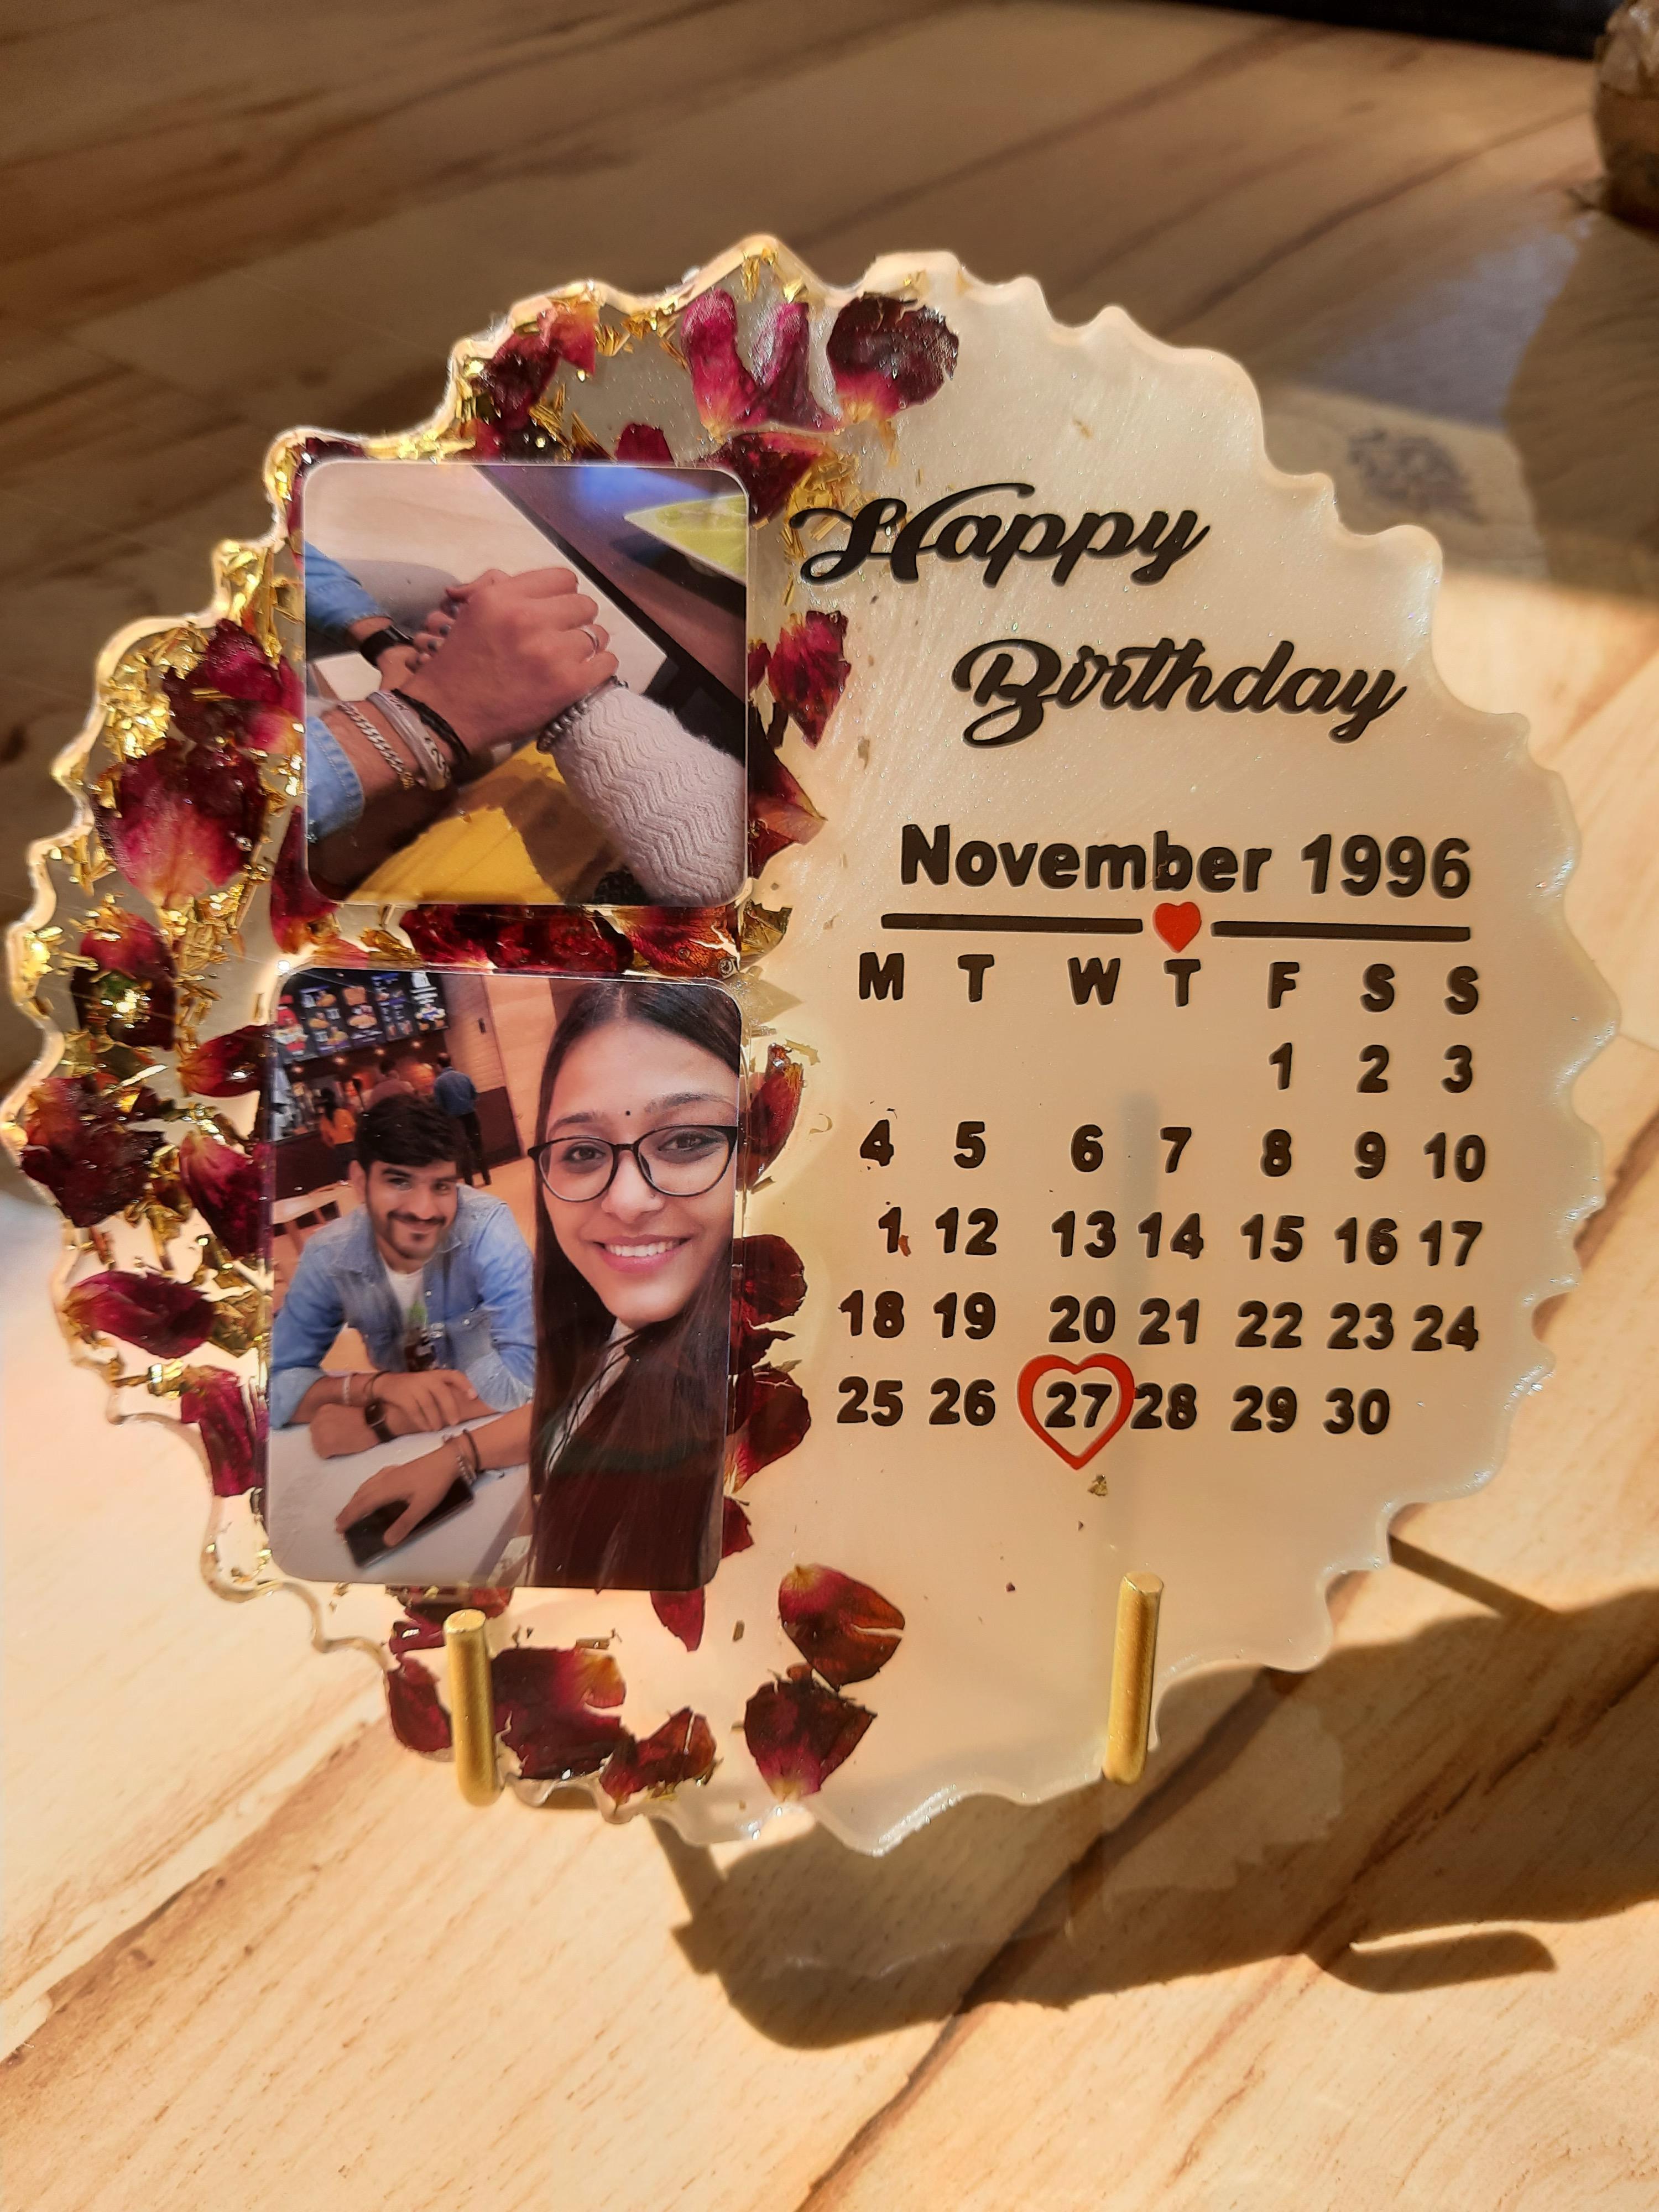 Happy
Birthday
November 1996
M T W T F S S
1 2 3
4 5 6 7 8 9 10
1 12 13 14 15 16 17
18 19 20 21 22 23 24
25 26 27 28 29 30